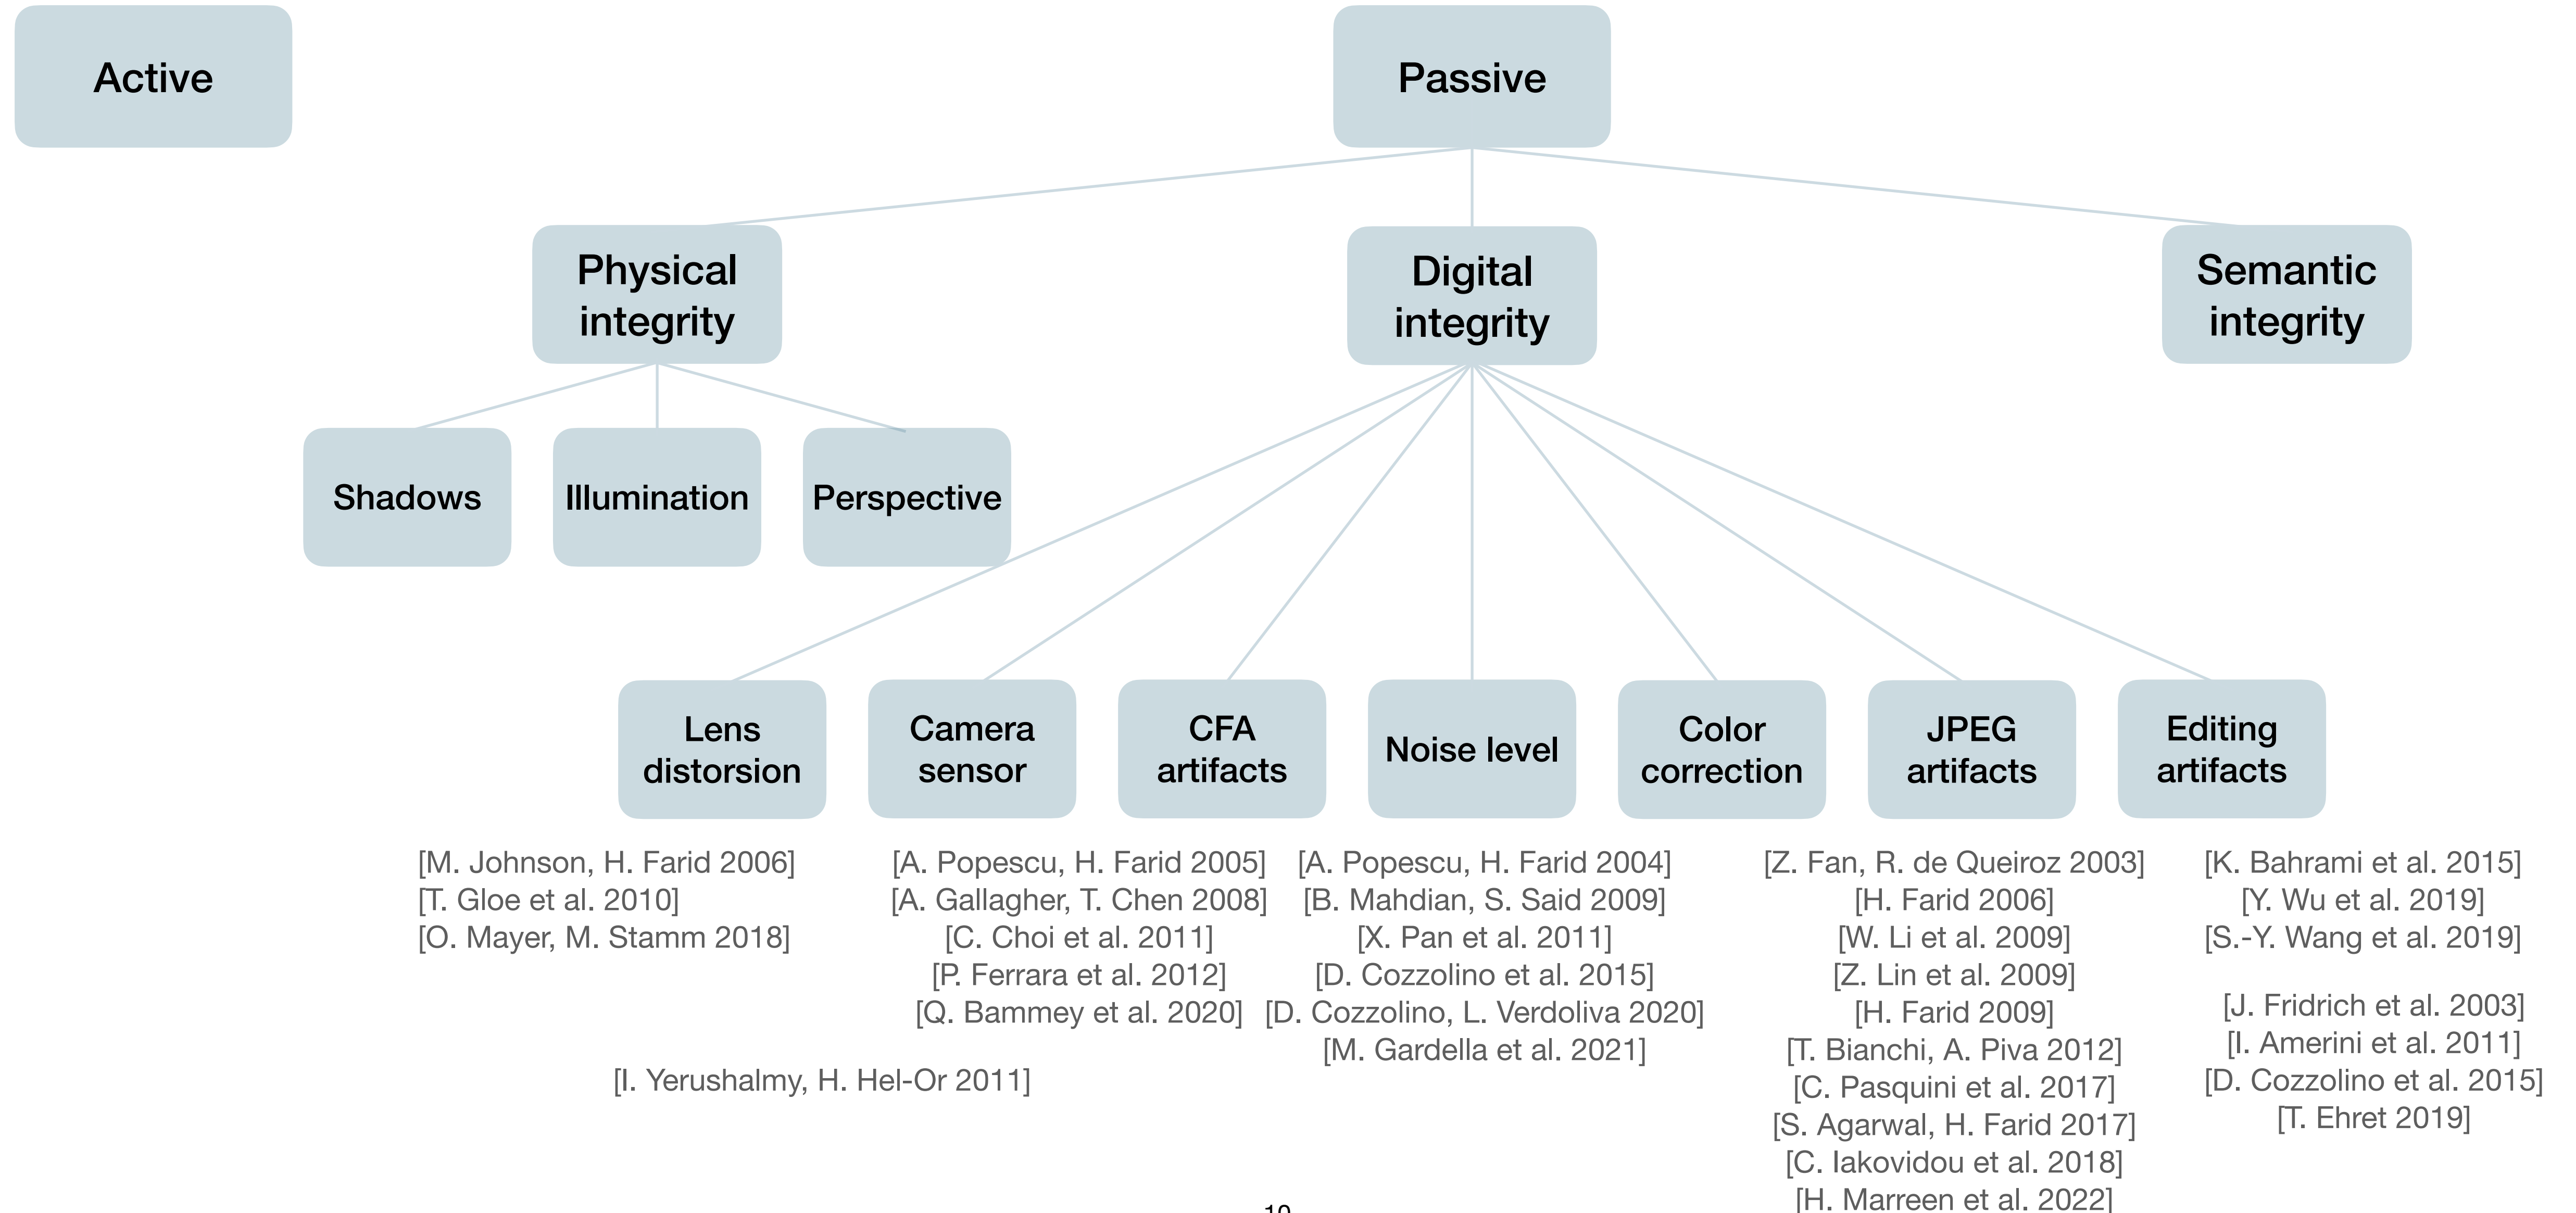 Active
Passive
Physical
integrity
Digital
integrity
Semantic
integrity
Shadows
Illumination
Perspective
Lens
distorsion
Camera
sensor
CFA
artifacts
Noise level
Color
correction
JPEG
artifacts
Editing
artifacts
[M. Johnson, H. Farid 2006]
[T. Gloe et al. 2010]
[O. Mayer, M. Stamm 2018]
[I. Yerushalmy, H. Hel-Or 2011]
[A. Popescu, H. Farid 2005]
[A. Gallagher, T. Chen 2008]
[C. Choi et al. 2011]
[P. Ferrara et al. 2012]
[Q. Bammey et al. 2020]
[A. Popescu, H. Farid 2004]
[B. Mahdian, S. Said 2009]
[X. Pan et al. 2011]
[D. Cozzolino et al. 2015]
[D. Cozzolino, L. Verdoliva 2020]
[M. Gardella et al. 2021]
[Z. Fan, R. de Queiroz 2003]
[H. Farid 2006]
[W. Li et al. 2009]
[Z. Lin et al. 2009]
[H. Farid 2009]
[T. Bianchi, A. Piva 2012]
[C. Pasquini et al. 2017]
[S. Agarwal, H. Farid 2017]
[C. Iakovidou et al. 2018]
[H. Marreen et al. 2022]
[K. Bahrami et al. 2015]
[Y. Wu et al. 2019]
[S.-Y. Wang et al. 2019]
[J. Fridrich et al. 2003]
[I. Amerini et al. 2011]
[D. Cozzolino et al. 2015]
[T. Ehret 2019]